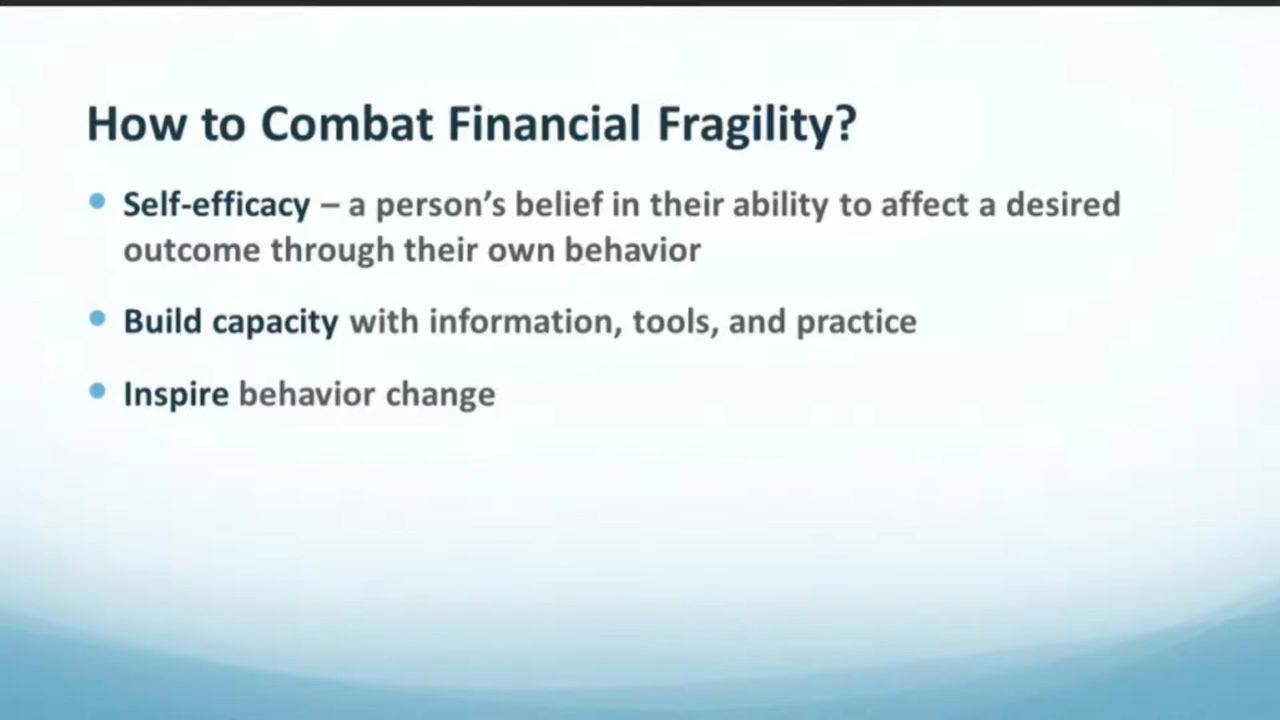 How to Combat Financial Fragility?
• Self-efficacy – a person’s belief in their ability to affect a desired
outcome through their own behavior
• Build capacity with information, tools, and practice
• Inspire behavior change